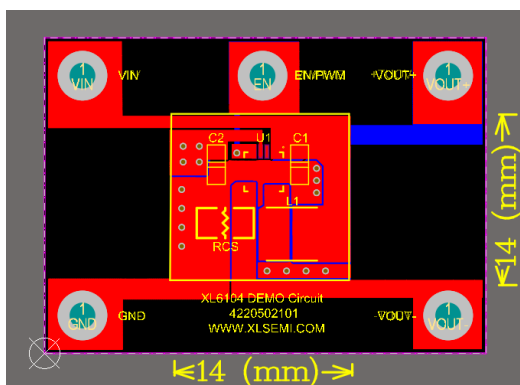 1 1 1
VIN VIN EN EN/PWM -VOUT+ VOUT+
C2 U1 C1
L1
RCS
14 (mm)
XL6104 DEMO Circuit
4220502101
WWW.XLSEMI.COM
1 1
GND GND -VOUT- VOUT-
14 (mm)